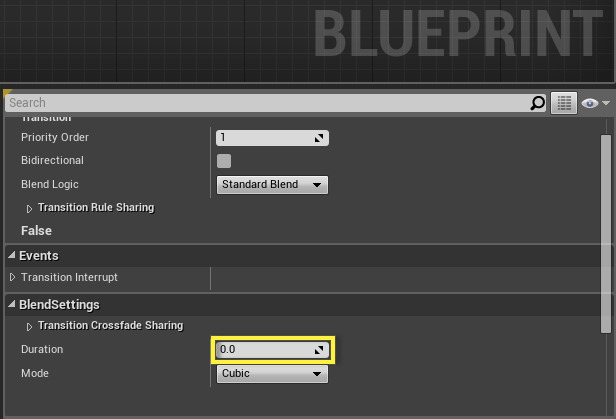 BLUEPRINT
Search
Transition
Priority Order 1
Bidirectional
Blend Logic Standard Blend
Transition Rule Sharing
False
Events
Transition Interrupt
BlendSettings
Transition Crossfade Sharing
Duration 0.0
Mode Cubic